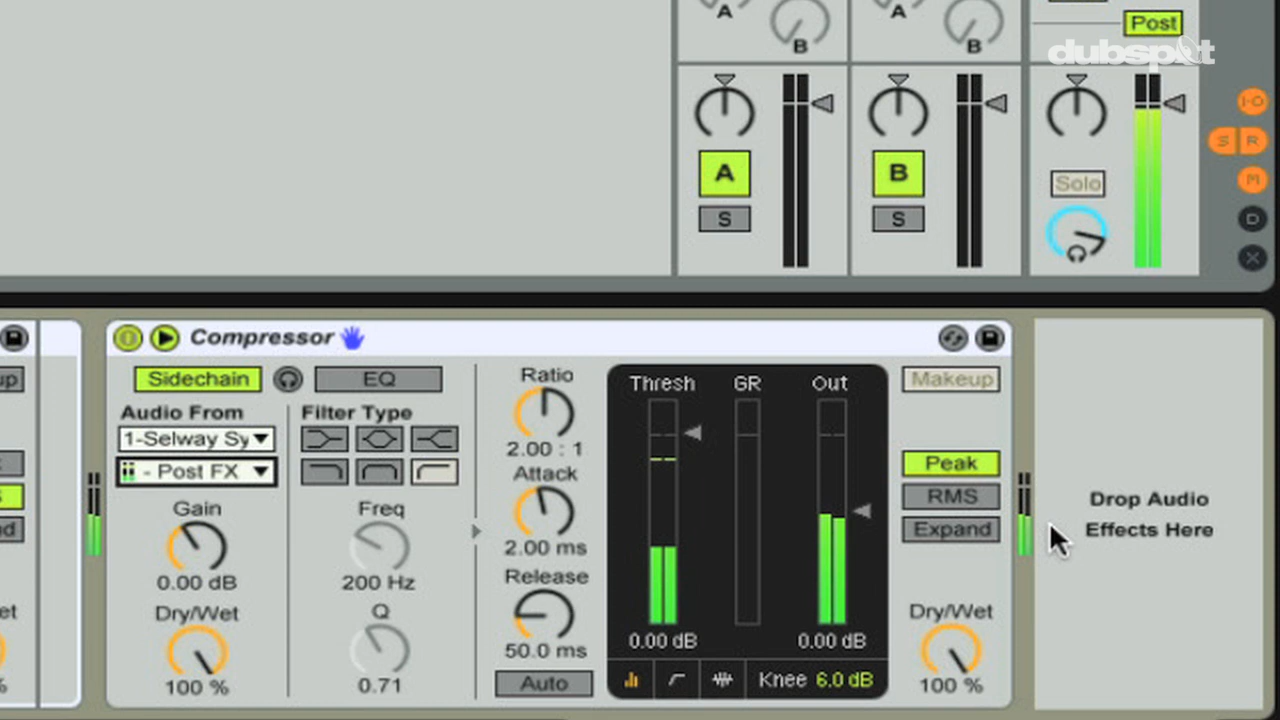 A
B
A
B
Post
dubspot
A
B
Solo
S
S
I-O
S
R
M
D
X
Compressor
up
Sidechain
EQ
Audio From
1-Selway Sy
- Post FX
Filter Type
Gain
0.00 dB
Dry/Wet
100 %
Freq
200 Hz
Q
0.71
Ratio
2.00 : 1
Attack
2.00 ms
Release
50.0 ms
Auto
Thresh
GR
Out
0.00 dB
0.00 dB
Knee 6.0 dB
Makeup
Peak
RMS
Expand
Dry/Wet
100 %
Drop Audio
Effects Here